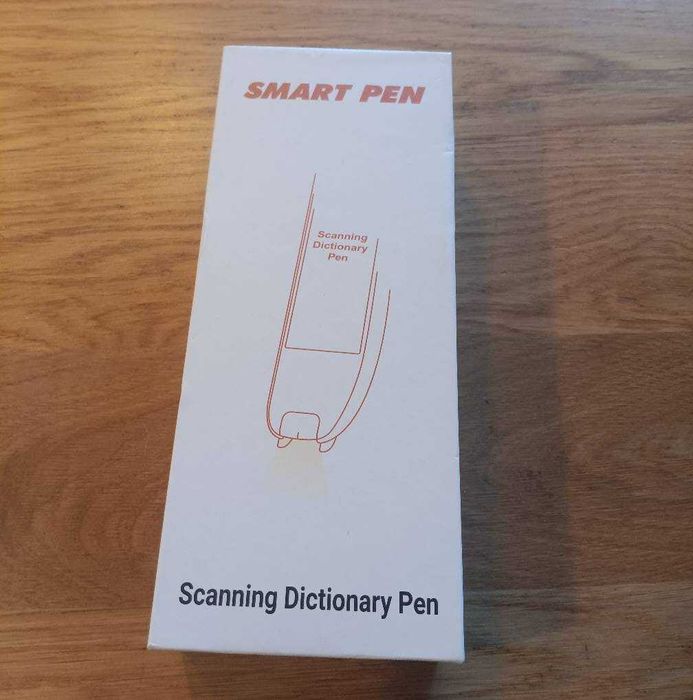 SMART PEN
Scanning
Dictionary
Pen
Scanning Dictionary Pen